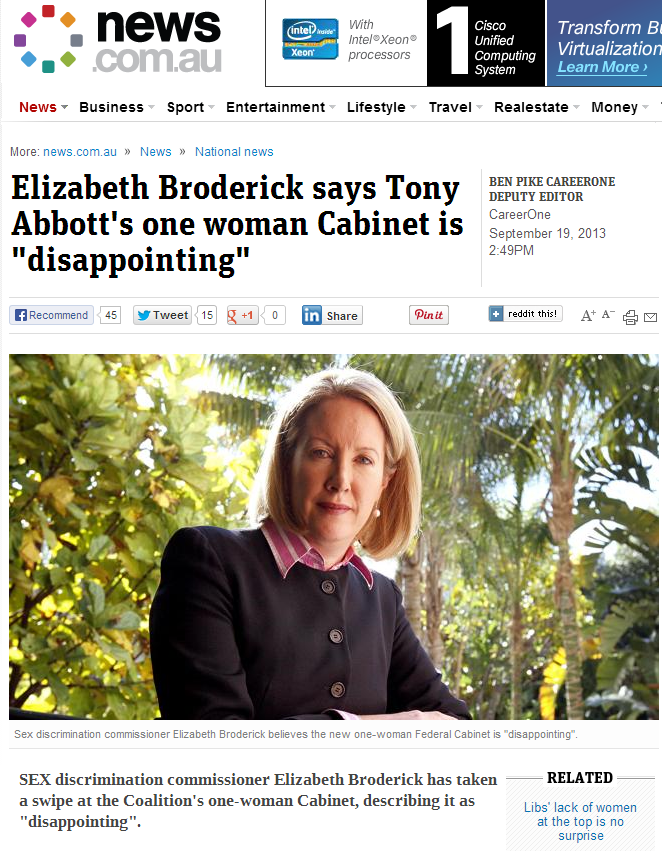 news
.com.au
intel inside®
Xeon®
With
Intel®Xeon®
processors
1
Cisco
Unified
Computing
System
Transform Bu
Virtualization
Learn More ›
News
Business
Sport
Entertainment
Lifestyle
Travel
Realestate
Money
More: news.com.au » News » National news
Elizabeth Broderick says Tony
Abbott's one woman Cabinet is
"disappointing"
BEN PIKE CAREERONE
DEPUTY EDITOR
CareerOne
September 19, 2013
2:49PM
Recommend 45
Tweet 15
g +1 0
in Share
Pin it
reddit this!
A+ A-
Sex discrimination commissioner Elizabeth Broderick believes the new one-woman Federal Cabinet is "disappointing".
SEX discrimination commissioner Elizabeth Broderick has taken
a swipe at the Coalition's one-woman Cabinet, describing it as
"disappointing".
RELATED
Libs' lack of women
at the top is no
surprise